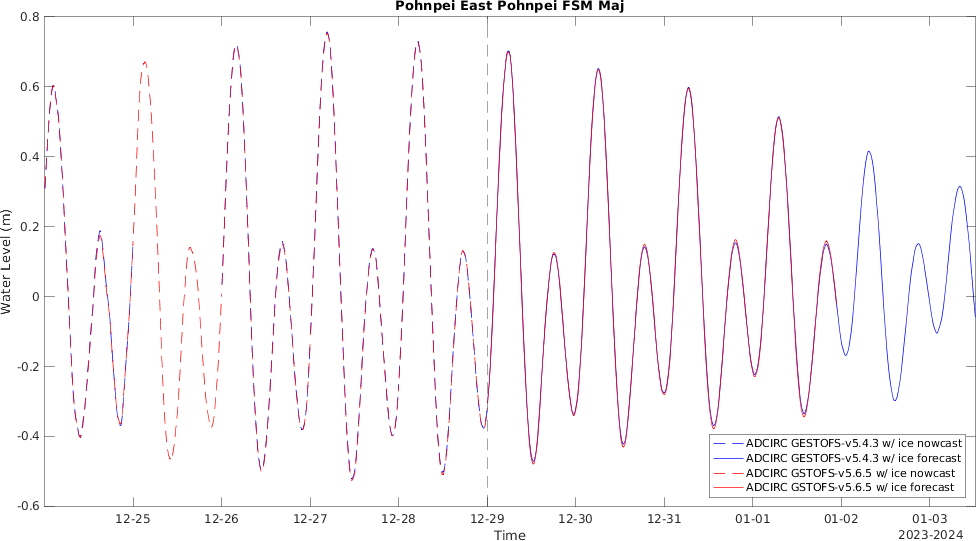 Pohnpei East Pohnpei FSM Maj
Water Level (m)
0.8
0.6
0.4
0.2
0
-0.2
-0.4
-0.6
ADCIRC GESTOFS-v5.4.3 w/ ice nowcast
ADCIRC GESTOFS-v5.4.3 w/ ice forecast
ADCIRC GSTOFS-v5.6.5 w/ ice nowcast
ADCIRC GSTOFS-v5.6.5 w/ ice forecast
12-25 12-26 12-27 12-28 12-29 12-30 12-31 01-01 01-02 01-03
Time
2023-2024